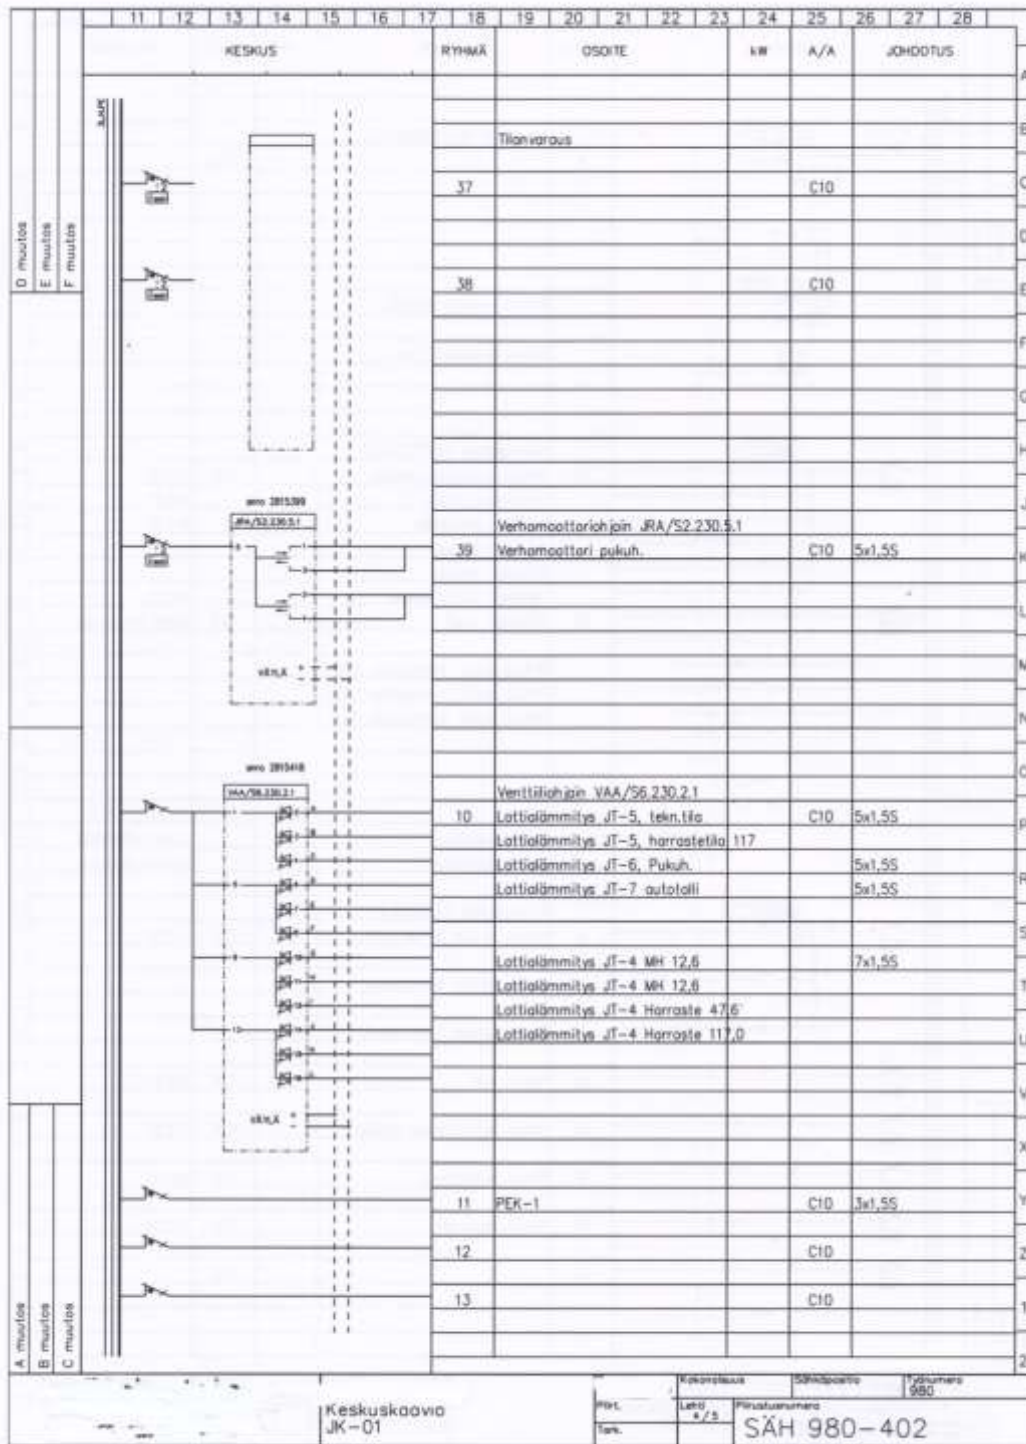 11 12 13 14 15 16 17 18 19 20 21 22 23 24 25 26 27 28
KESKUS RYHMÄ OSOITE kW A/A JOHDOTUS
Tilanvaraus
37 C10
38 C10
JRA/S2.230.5.1
Verhomoottoriohjain JRA/S2.230.5.1
39 Verhomoottori pukuh. C10 5x1,5S
VAA/S6.230.2.1
Venttiiliohjain VAA/S6.230.2.1
10 Lattialämmitys JT-5, tekn.tila C10 5x1,5S
Lattialämmitys JT-5, harrastetila 117
Lattialämmitys JT-6, Pukuh. 5x1,5S
Lattialämmitys JT-7 autotalli 5x1,5S
Lattialämmitys JT-4 MH 12,6 7x1,5S
Lattialämmitys JT-4 MH 12,6
Lattialämmitys JT-4 Harraste 47,6
Lattialämmitys JT-4 Harraste 117,0
11 PEK-1 C10 3x1,5S
12 C10
13 C10
A B C D E F G H J K L M N O P R S T U V X Y Z 1 2
D muutos
E muutos
F muutos
A muutos
B muutos
C muutos
Keskuskaavio
JK-01
Piirt.
Tark.
Kokonaisuus
Lehti
4/5
Työnumero
980
Piirustusnumero
SÄH 980-402